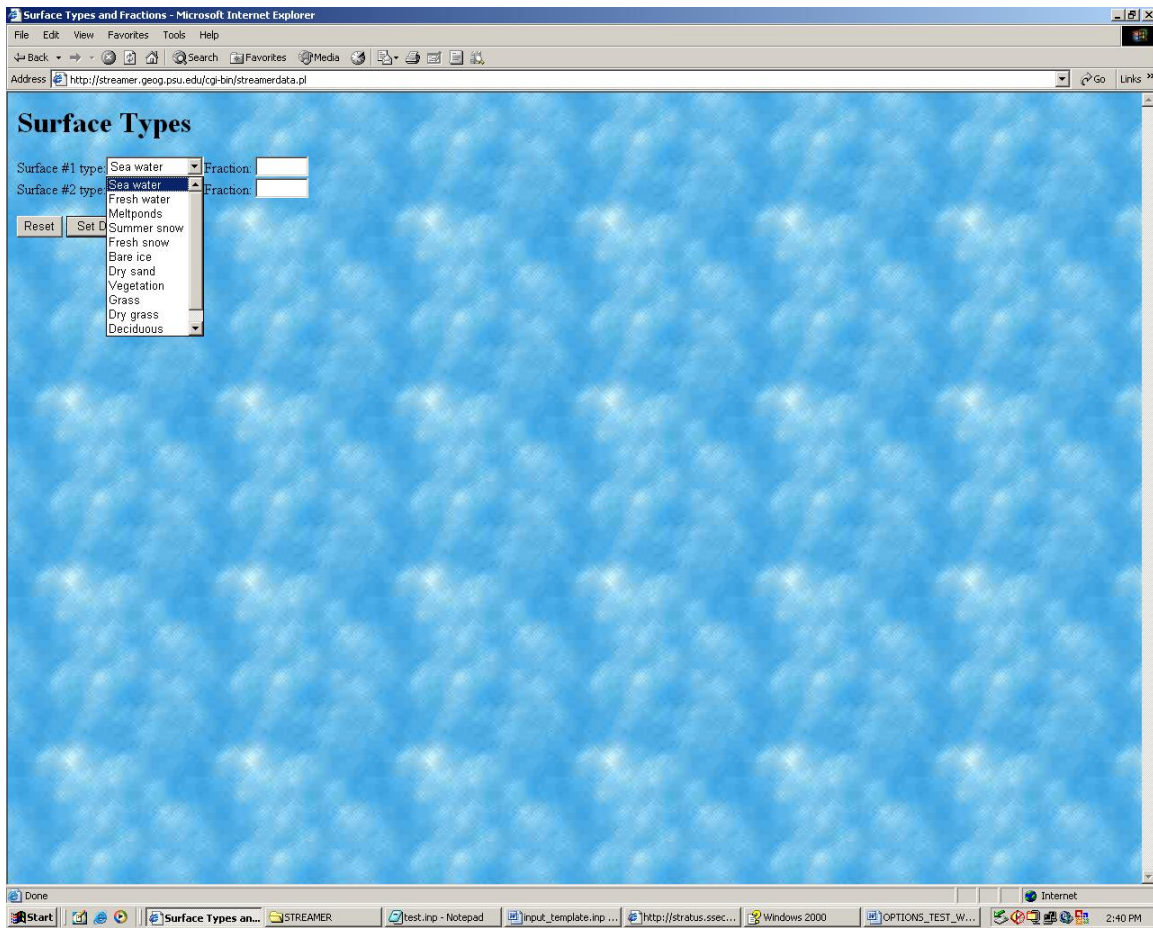 Surface Types and Fractions - Microsoft Internet Explorer
File Edit View Favorites Tools Help
Back Search Favorites Media
Address http://streamer.geog.psu.edu/cgi-bin/streamerdata.pl Go Links »
Surface Types
Surface #1 type: Sea water Fraction:
Surface #2 type: Fraction:
Sea water
Fresh water
Meltponds
Summer snow
Fresh snow
Bare ice
Dry sand
Vegetation
Grass
Dry grass
Deciduous
Reset Set D
Done Internet
Start Surface Types an... STREAMER test.inp - Notepad input_template.inp ... http://stratus.ssec... Windows 2000 OPTIONS_TEST_W... 2:40 PM